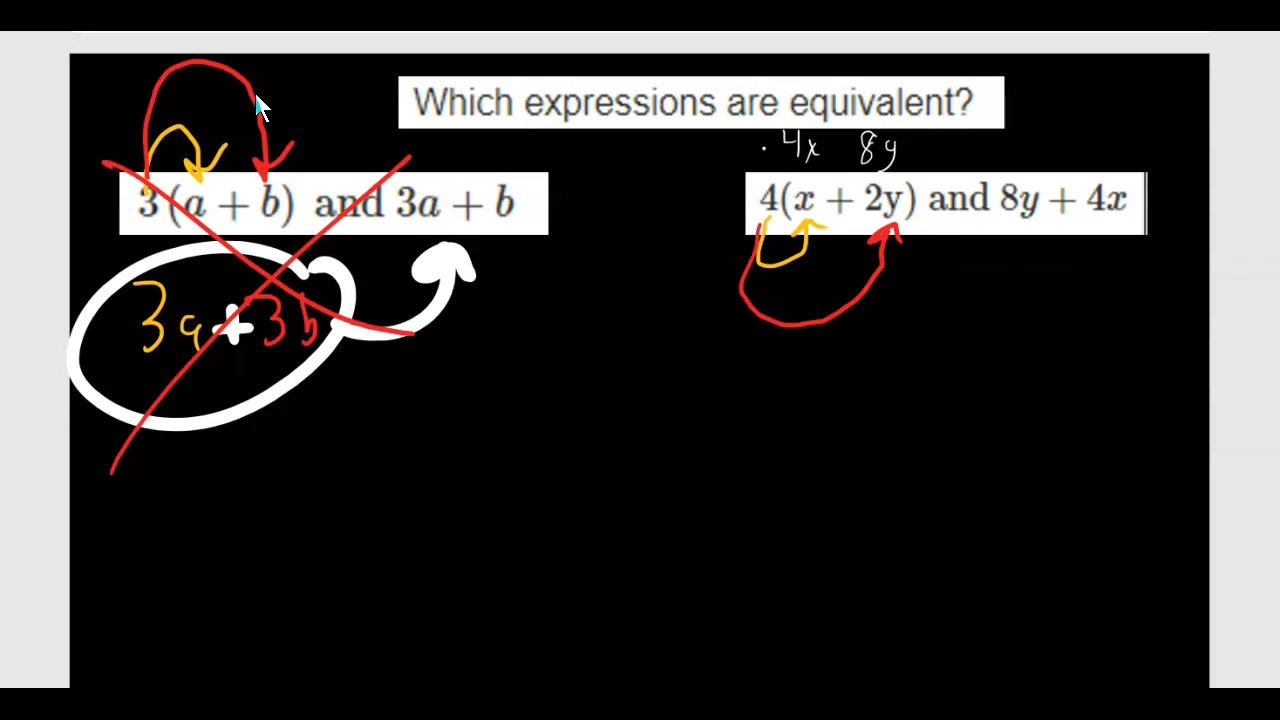 Which expressions are equivalent?
4x 8y
3(a + b) and 3a + b
4(x + 2y) and 8y + 4x
3a + 3b